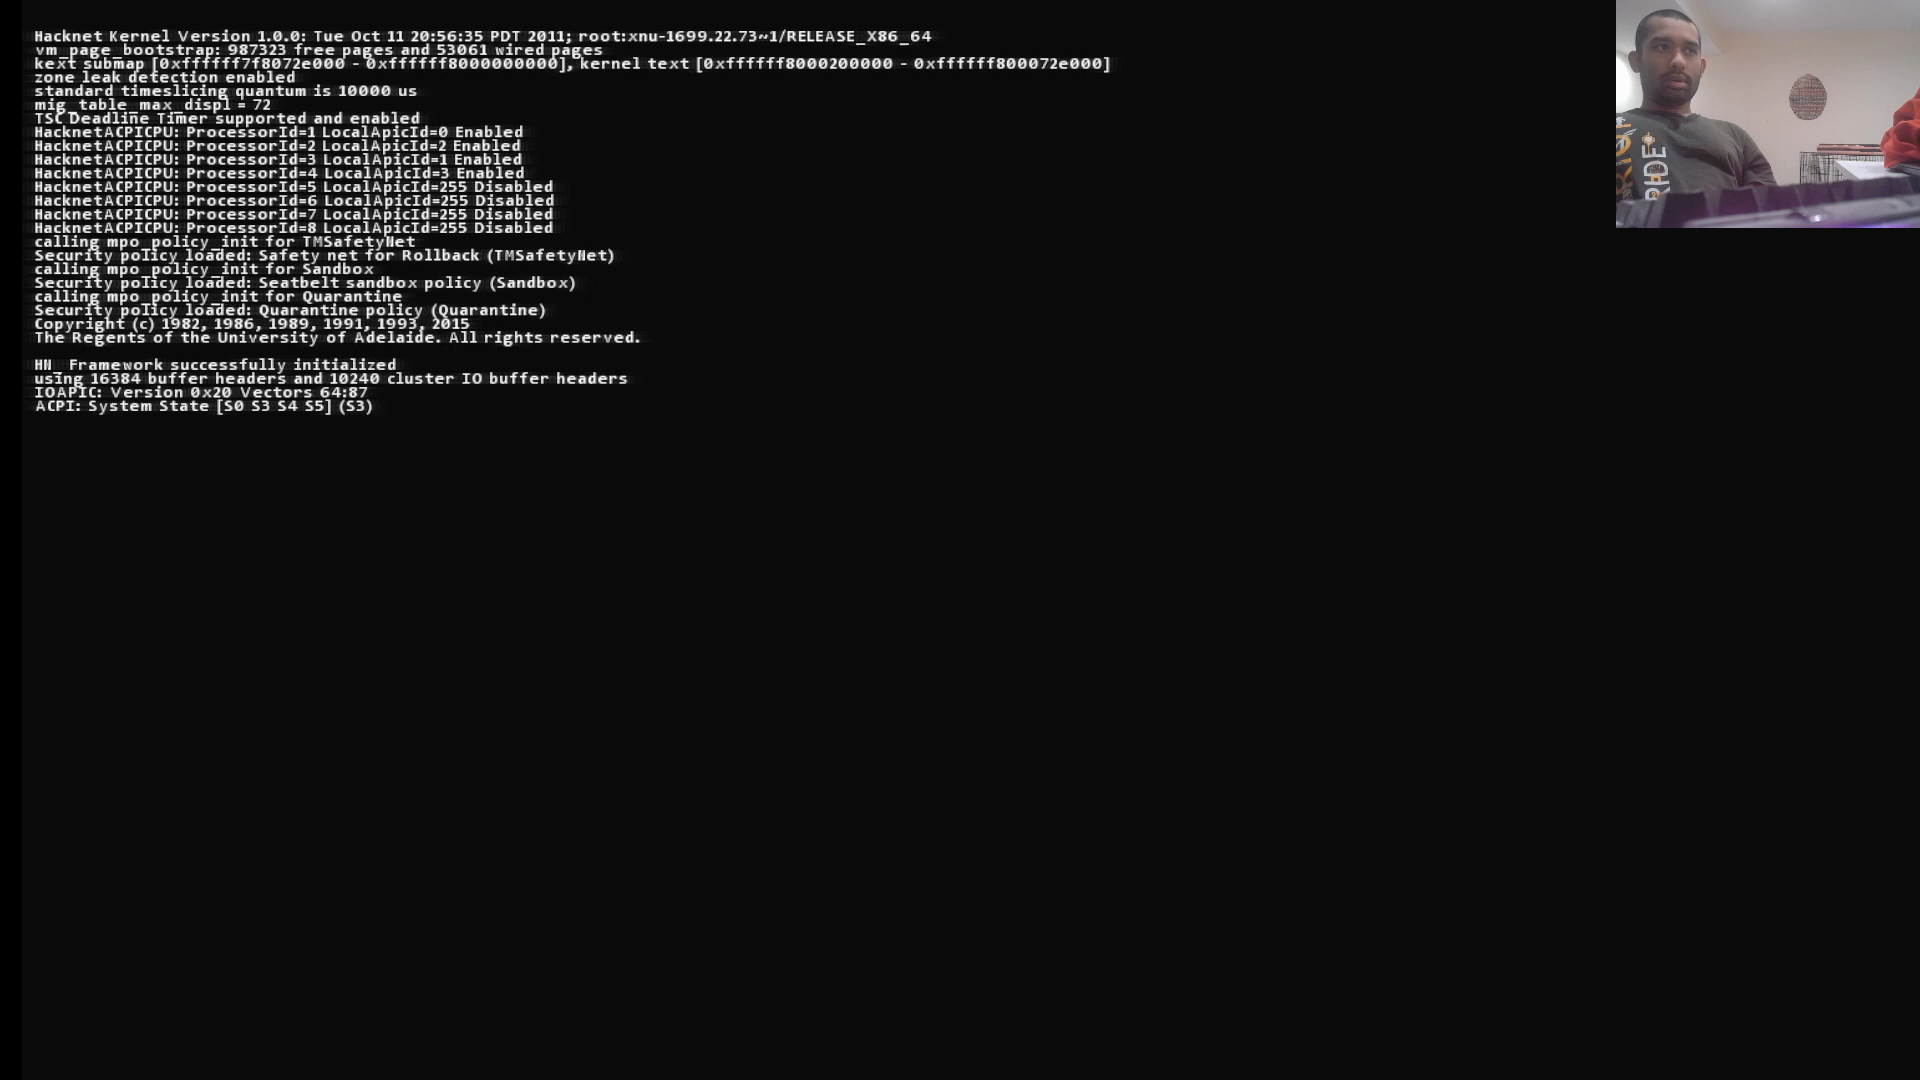 Hacknet Kernel Version 1.0.0: Tue Oct 11 20:56:35 PDT 2011; root:xnu-1699.22.73~1/RELEASE_X86_64
vm_page_bootstrap: 987323 free pages and 53061 wired pages
kext submap [0xffffff7f8072e000 - 0xffffff8000000000], kernel text [0xffffff8000200000 - 0xffffff800072e000]
zone leak detection enabled
standard timeslicing quantum is 10000 us
mig_table_max_displ = 72
TSC Deadline Timer supported and enabled
HacknetACPICPU: ProcessorId=1 LocalApicId=0 Enabled
HacknetACPICPU: ProcessorId=2 LocalApicId=2 Enabled
HacknetACPICPU: ProcessorId=3 LocalApicId=1 Enabled
HacknetACPICPU: ProcessorId=4 LocalApicId=3 Enabled
HacknetACPICPU: ProcessorId=5 LocalApicId=255 Disabled
HacknetACPICPU: ProcessorId=6 LocalApicId=255 Disabled
HacknetACPICPU: ProcessorId=7 LocalApicId=255 Disabled
HacknetACPICPU: ProcessorId=8 LocalApicId=255 Disabled
calling mpo_policy_init for TMSafetyNet
Security policy loaded: Safety net for Rollback (TMSafetyNet)
calling mpo_policy_init for Sandbox
Security policy loaded: Seatbelt sandbox policy (Sandbox)
calling mpo_policy_init for Quarantine
Security policy loaded: Quarantine policy (Quarantine)
Copyright (c) 1982, 1986, 1989, 1991, 1993, 2015
The Regents of the University of Adelaide. All rights reserved.
HN_ Framework successfully initialized
using 16384 buffer headers and 10240 cluster IO buffer headers
IOAPIC: Version 0x20 Vectors 64:87
ACPI: System State [S0 S3 S4 S5] (S3)